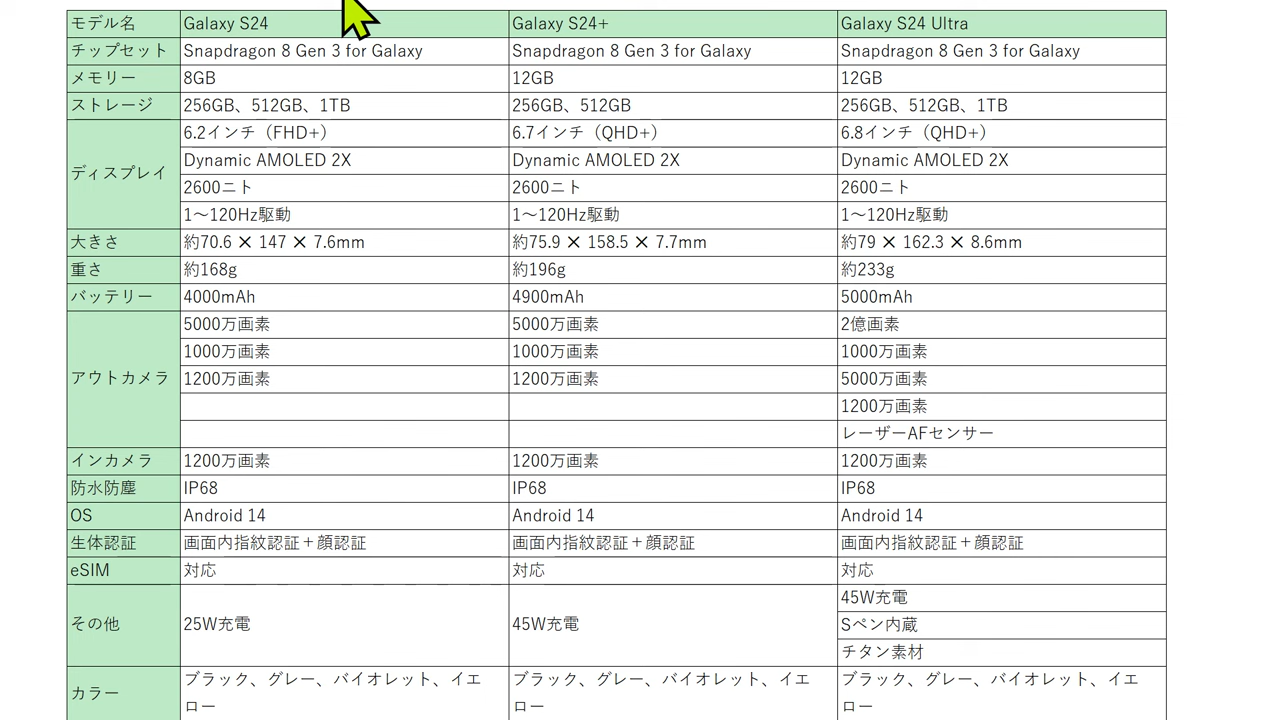 モデル名 Galaxy S24 Galaxy S24+ Galaxy S24 Ultra
チップセット Snapdragon 8 Gen 3 for Galaxy Snapdragon 8 Gen 3 for Galaxy Snapdragon 8 Gen 3 for Galaxy
メモリー 8GB 12GB 12GB
ストレージ 256GB、512GB、1TB 256GB、512GB 256GB、512GB、1TB
ディスプレイ 6.2インチ（FHD+） 6.7インチ（QHD+） 6.8インチ（QHD+）
Dynamic AMOLED 2X Dynamic AMOLED 2X Dynamic AMOLED 2X
2600ニト 2600ニト 2600ニト
1～120Hz駆動 1～120Hz駆動 1～120Hz駆動
大きさ 約70.6 × 147 × 7.6mm 約75.9 × 158.5 × 7.7mm 約79 × 162.3 × 8.6mm
重さ 約168g 約196g 約233g
バッテリー 4000mAh 4900mAh 5000mAh
アウトカメラ 5000万画素 5000万画素 2億画素
1000万画素 1000万画素 1000万画素
1200万画素 1200万画素 5000万画素
1200万画素
レーザーAFセンサー
インカメラ 1200万画素 1200万画素 1200万画素
防水防塵 IP68 IP68 IP68
OS Android 14 Android 14 Android 14
生体認証 画面内指紋認証＋顔認証 画面内指紋認証＋顔認証 画面内指紋認証＋顔認証
eSIM 対応 対応 対応
その他 25W充電 45W充電 45W充電
Sペン内蔵
チタン素材
カラー ブラック、グレー、バイオレット、イエ ブラック、グレー、バイオレット、イエ ブラック、グレー、バイオレット、イエ
ロー ロー ロー